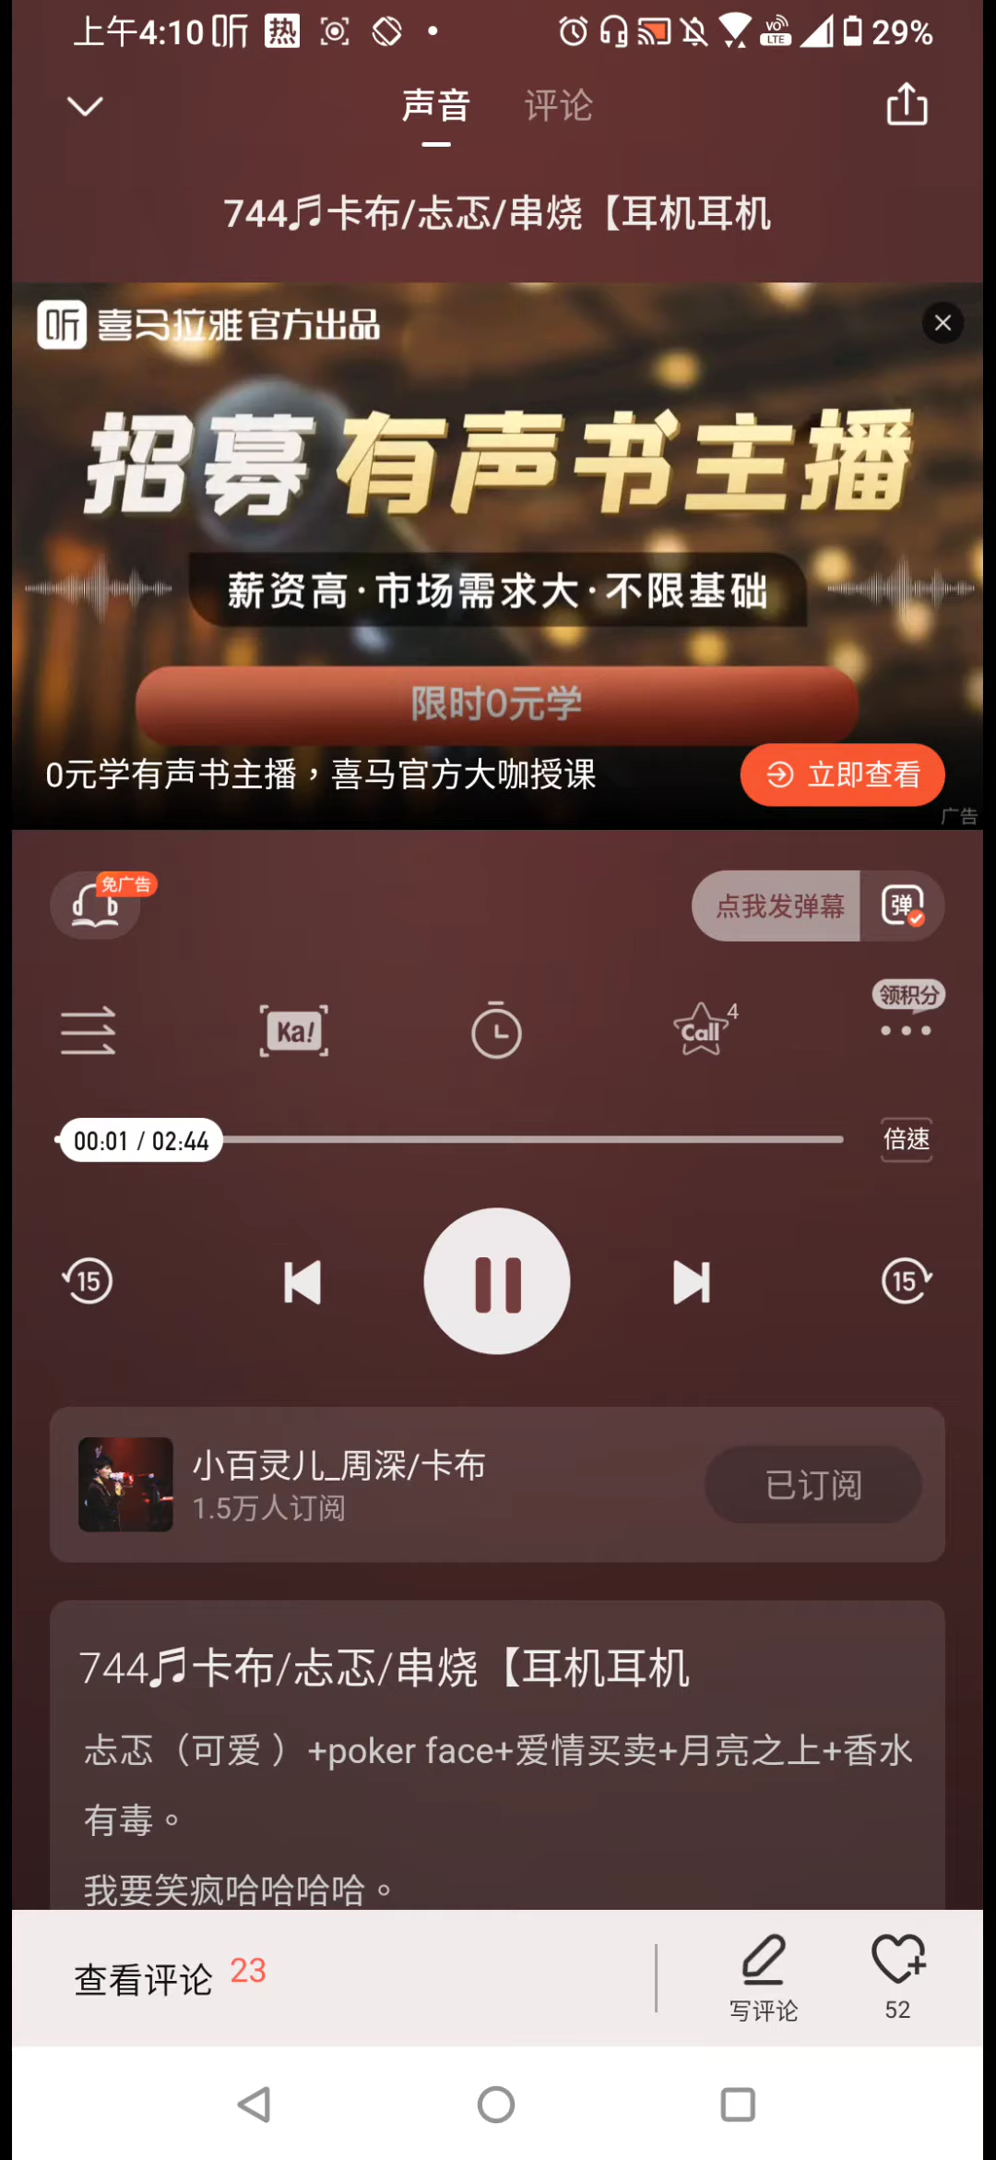 上午4:10 听 热
VO LTE 29%
声音 评论
744♬卡布/忐忑/串烧【耳机耳机
听 喜马拉雅官方出品
招募有声书主播
薪资高·市场需求大·不限基础
限时0元学
0元学有声书主播，喜马官方大咖授课 立即查看
广告
免广告
点我发弹幕 弹
Ka! Call 4 领积分
00:01 / 02:44 倍速
15 15
小百灵儿_周深/卡布
1.5万人订阅
已订阅
744♬卡布/忐忑/串烧【耳机耳机
忐忑（可爱）+poker face+爱情买卖+月亮之上+香水
有毒。
我要笑疯哈哈哈哈。
查看评论 23
写评论 52